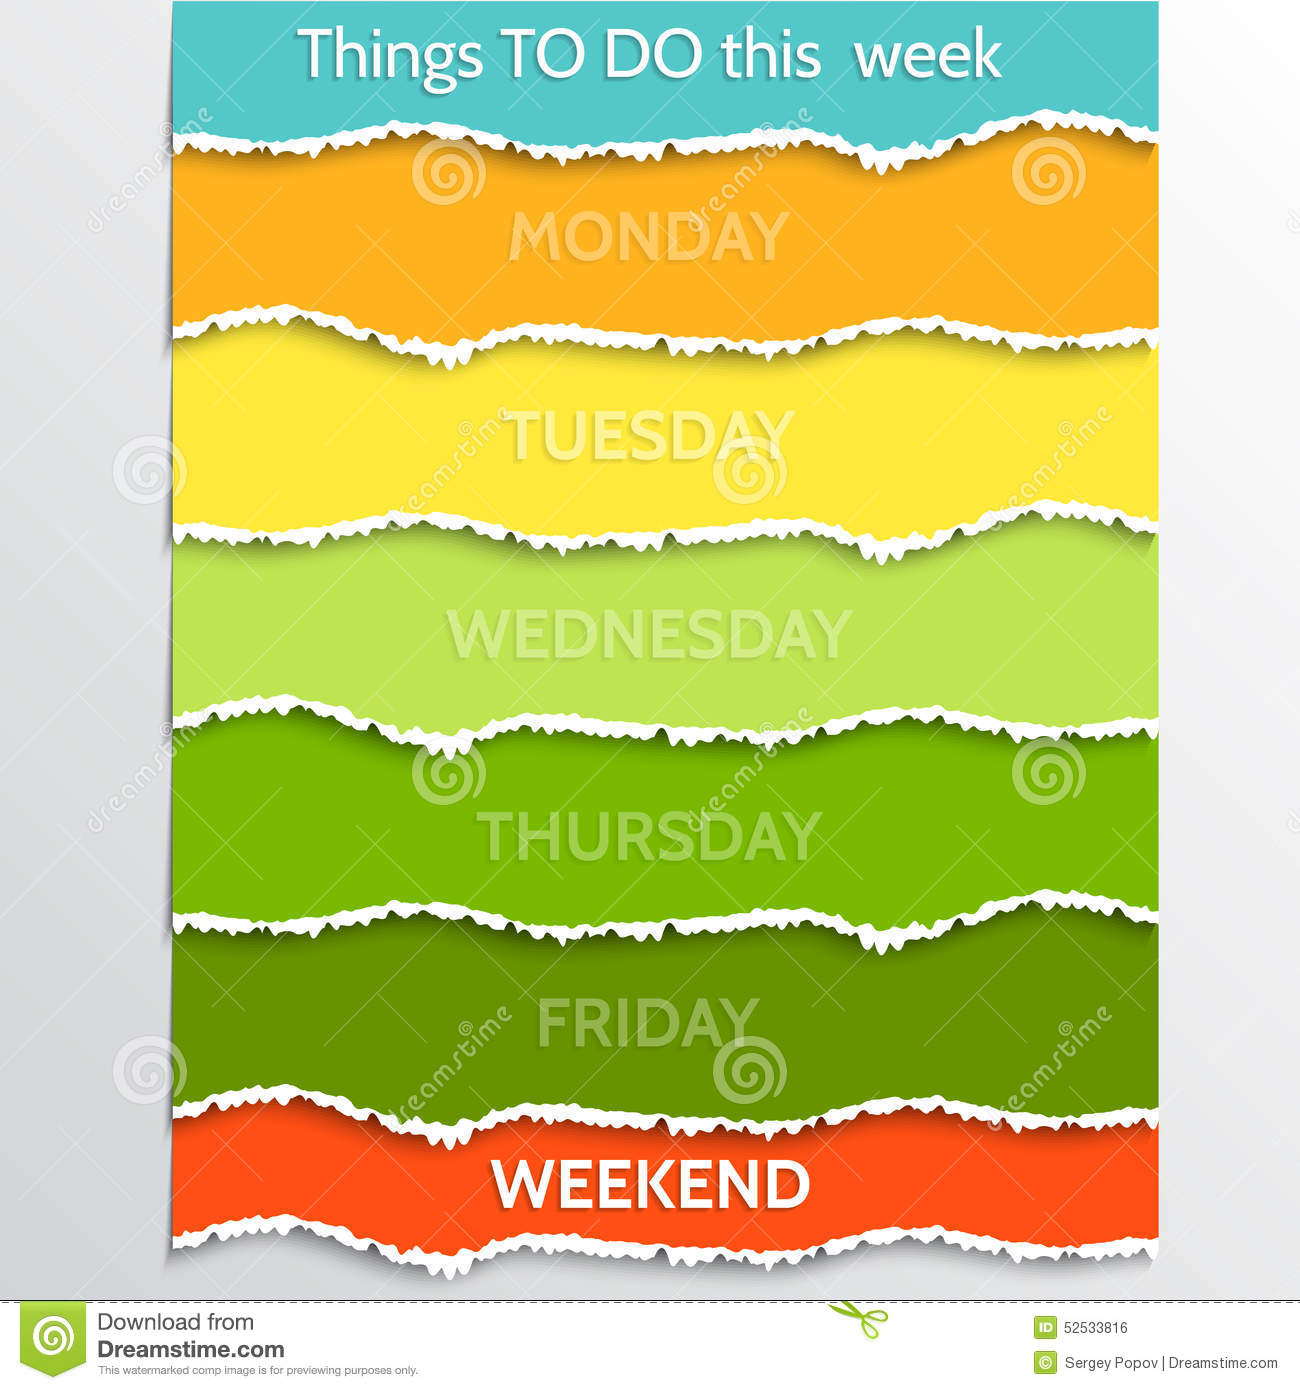 Things TO DO this week
MONDAY
TUESDAY
WEDNESDAY
THURSDAY
FRIDAY
WEEKEND
Download from
Dreamstime.com
This watermarked comp image is for previewing purposes only.
ID 52533816
© Sergey Popov | Dreamstime.com